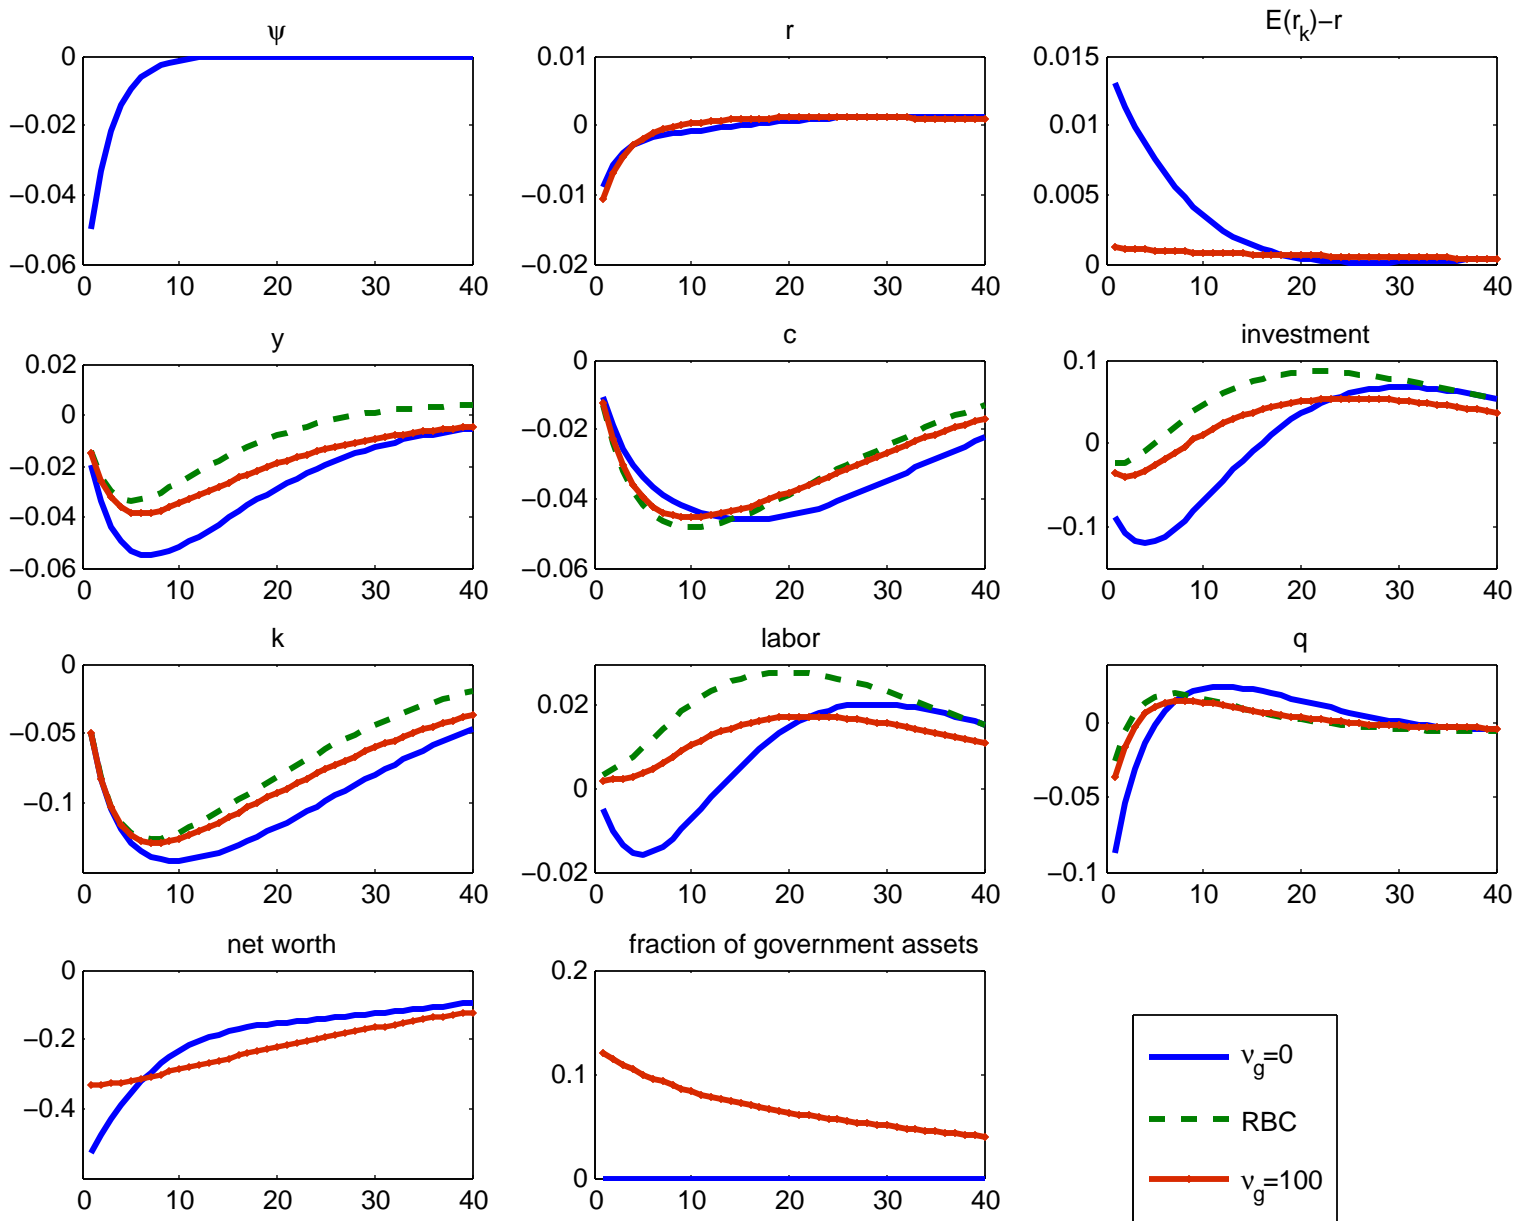 ψ r E(r_k)−r
0 0.01 0.015
−0.02 0 0.01
−0.04 −0.01 0.005
−0.06 −0.02 0
0 10 20 30 40 0 10 20 30 40 0 10 20 30 40
y c investment
0.02 0 0.1
0 −0.02 0
−0.02 −0.04 −0.1
−0.04 −0.06
−0.06
0 10 20 30 40 0 10 20 30 40 0 10 20 30 40
k labor q
0 0.02 0
−0.05 0 −0.05
−0.1 −0.02 −0.1
0 10 20 30 40 0 10 20 30 40 0 10 20 30 40
net worth fraction of government assets
0 0.2
−0.2 0.1
−0.4 0
0 10 20 30 40 0 10 20 30 40
ν_g=0
RBC
ν_g=100